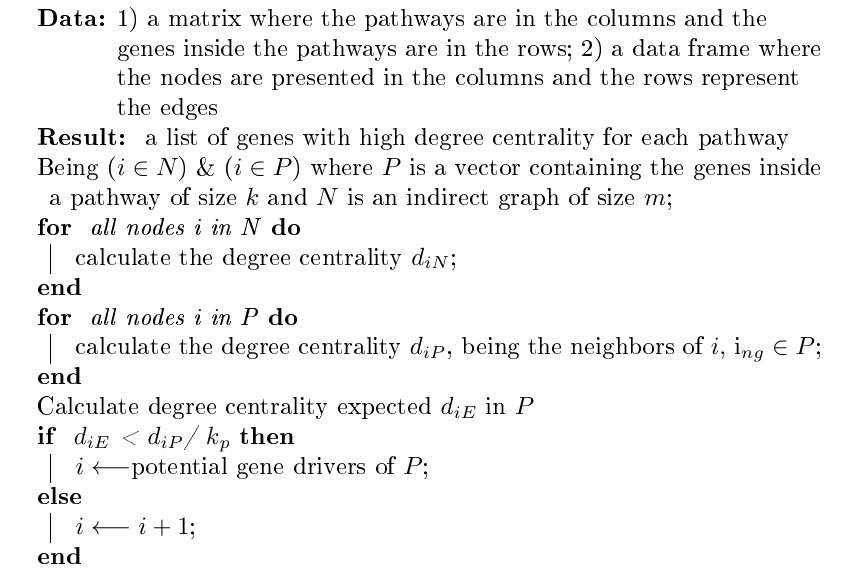 Data: 1) a matrix where the pathways are in the columns and the
genes inside the pathways are in the rows; 2) a data frame where
the nodes are presented in the columns and the rows represent
the edges
Result: a list of genes with high degree centrality for each pathway
Being (i ∈ N) & (i ∈ P) where P is a vector containing the genes inside
a pathway of size k and N is an indirect graph of size m;
for all nodes i in N do
calculate the degree centrality d_{iN};
end
for all nodes i in P do
calculate the degree centrality d_{iP}, being the neighbors of i, i_{ng} ∈ P;
end
Calculate degree centrality expected d_{iE} in P
if d_{iE} < d_{iP}/ k_p then
i ⟵potential gene drivers of P;
else
i ⟵ i + 1;
end